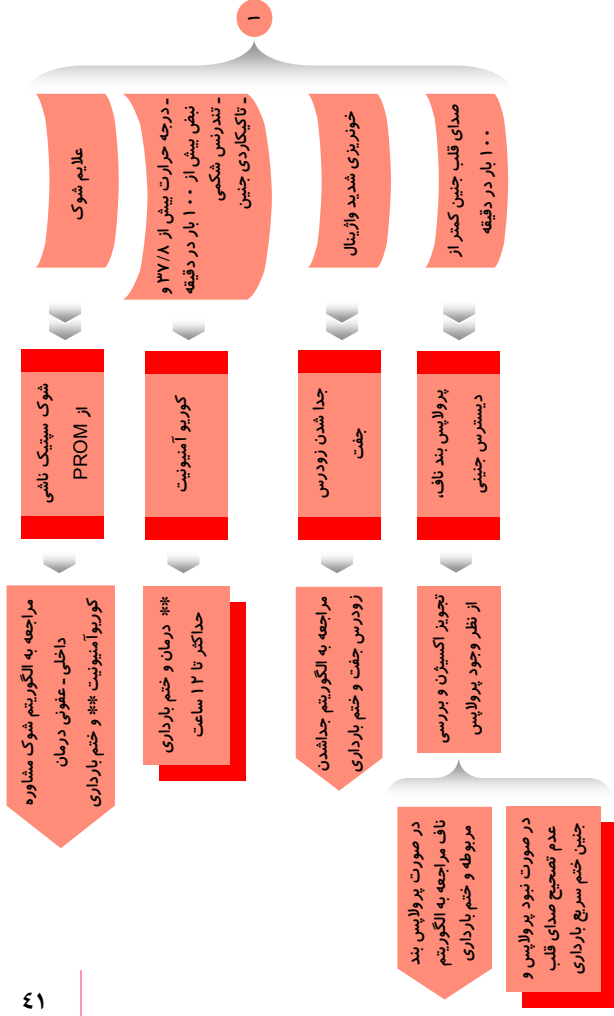 ۱
صدای قلب جنین کمتر از
۱۰۰ بار در دقیقه
خونریزی شدید واژینال
ـ درجه حرارت بیش از ۳۷/۸ و
نبض بیش از ۱۰۰ بار در دقیقه
ـ تندرنس شکمی
ـ تاکیکاردی جنین
علایم شوک
پرولاپس بند ناف،
دیسترس جنینی
جدا شدن زودرس
جفت
کوریو آمنیونیت
شوک سپتیک ناشی
از PROM
تجویز اکسیژن و بررسی
از نظر وجود پرولاپس
مراجعه به الگوریتم جداشدن
زودرس جفت و ختم بارداری
** درمان و ختم بارداری
حداکثر تا ۱۲ ساعت
مراجعه به الگوریتم شوک مشاوره
داخلی ـ عفونی درمان
کوریوآمنیونیت ** و ختم بارداری
در صورت نبود پرولاپس و
عدم تصحیح صدای قلب
جنین ختم سریع بارداری
در صورت پرولاپس بند
ناف مراجعه به الگوریتم
مربوطه و ختم بارداری
٤١